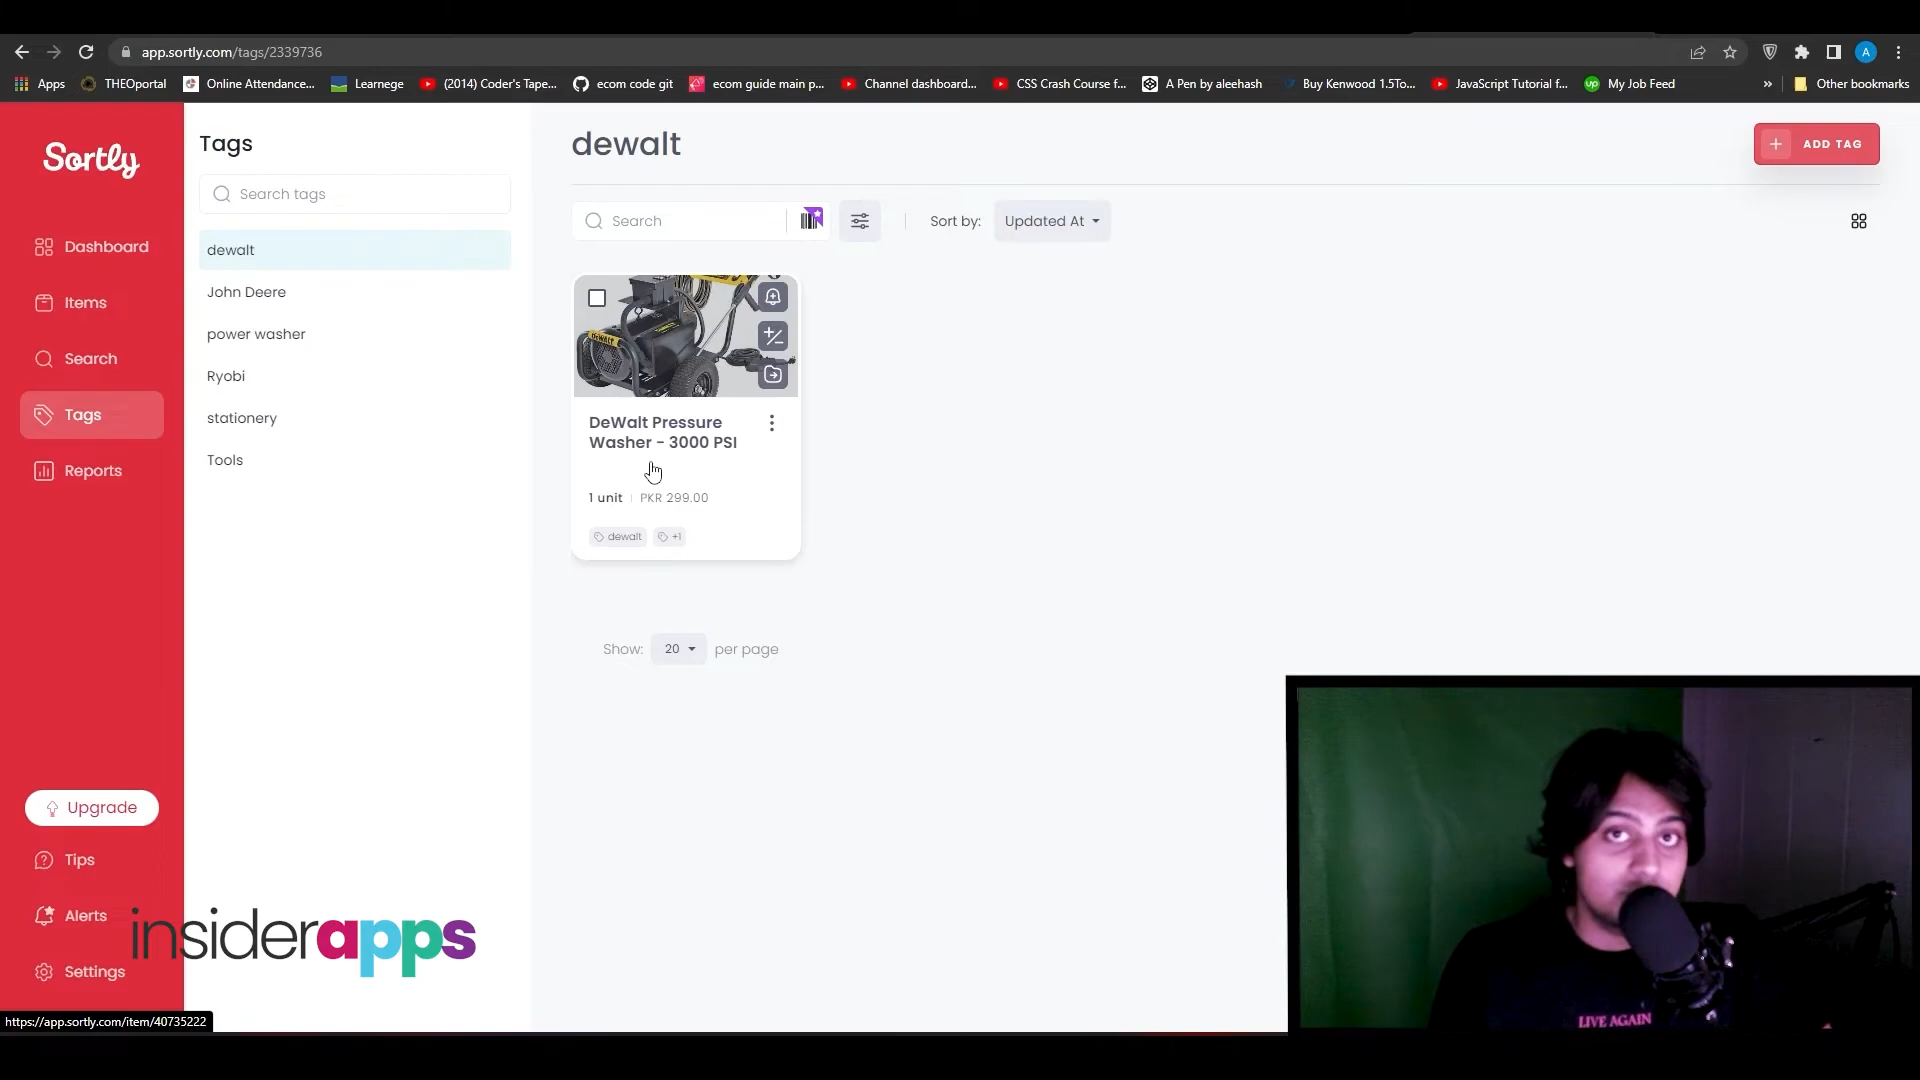 app.sortly.com/tags/2339736
A
Apps
THEOportal
Online Attendance...
Learnege
(2014) Coder's Tape...
ecom code git
ecom guide main p...
Channel dashboard...
CSS Crash Course f...
A Pen by aleehash
Buy Kenwood 1.5To...
JavaScript Tutorial f...
up
My Job Feed
»
Other bookmarks
Sortly
Dashboard
Items
Search
Tags
Reports
Upgrade
Tips
Alerts
Settings
Tags
Search tags
dewalt
John Deere
power washer
Ryobi
stationery
Tools
dewalt
+ ADD TAG
Search
Sort by:
Updated At
DEWALT
DeWalt Pressure
Washer - 3000 PSI
1 unit
PKR 299.00
dewalt
+1
Show:
20
per page
insiderapps
https://app.sortly.com/item/40735222
LIVE AGAIN